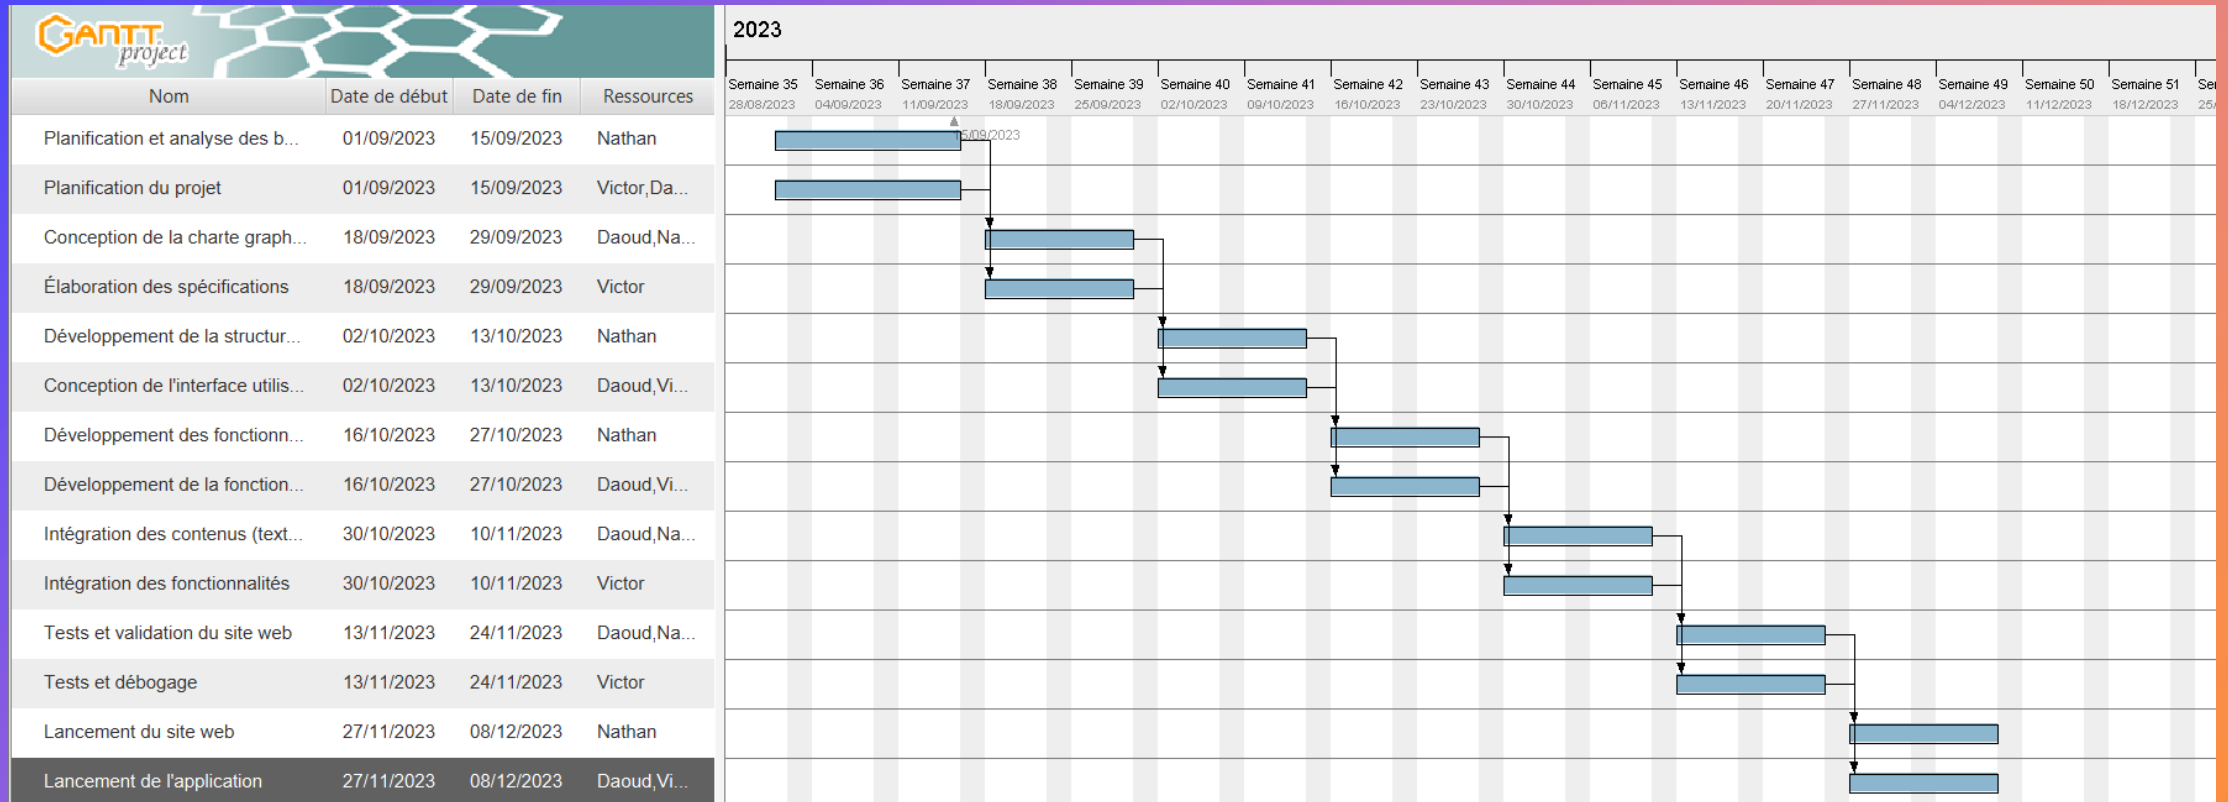 GANTT
project
2023
Semaine 35 Semaine 36 Semaine 37 Semaine 38 Semaine 39 Semaine 40 Semaine 41 Semaine 42 Semaine 43 Semaine 44 Semaine 45 Semaine 46 Semaine 47 Semaine 48 Semaine 49 Semaine 50 Semaine 51 Se
28/08/2023 04/09/2023 11/09/2023 18/09/2023 25/09/2023 02/10/2023 09/10/2023 16/10/2023 23/10/2023 30/10/2023 06/11/2023 13/11/2023 20/11/2023 27/11/2023 04/12/2023 11/12/2023 18/12/2023 25/
Nom Date de début Date de fin Ressources
15/09/2023
Planification et analyse des b... 01/09/2023 15/09/2023 Nathan
Planification du projet 01/09/2023 15/09/2023 Victor,Da...
Conception de la charte graph... 18/09/2023 29/09/2023 Daoud,Na...
Élaboration des spécifications 18/09/2023 29/09/2023 Victor
Développement de la structur... 02/10/2023 13/10/2023 Nathan
Conception de l'interface utilis... 02/10/2023 13/10/2023 Daoud,Vi...
Développement des fonctionn... 16/10/2023 27/10/2023 Nathan
Développement de la fonction... 16/10/2023 27/10/2023 Daoud,Vi...
Intégration des contenus (text... 30/10/2023 10/11/2023 Daoud,Na...
Intégration des fonctionnalités 30/10/2023 10/11/2023 Victor
Tests et validation du site web 13/11/2023 24/11/2023 Daoud,Na...
Tests et débogage 13/11/2023 24/11/2023 Victor
Lancement du site web 27/11/2023 08/12/2023 Nathan
Lancement de l'application 27/11/2023 08/12/2023 Daoud,Vi...